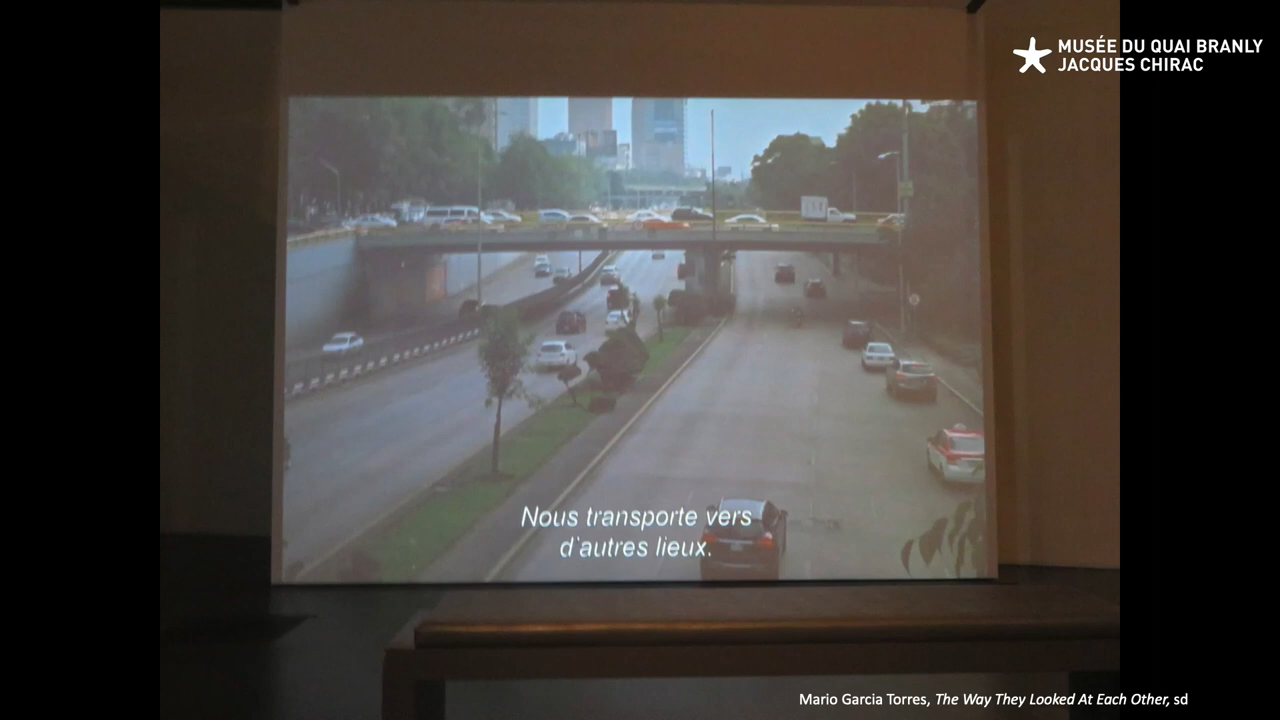 MUSÉE DU QUAI BRANLY
JACQUES CHIRAC
Nous transporte vers
d'autres lieux.
Mario Garcia Torres, The Way They Looked At Each Other, sd